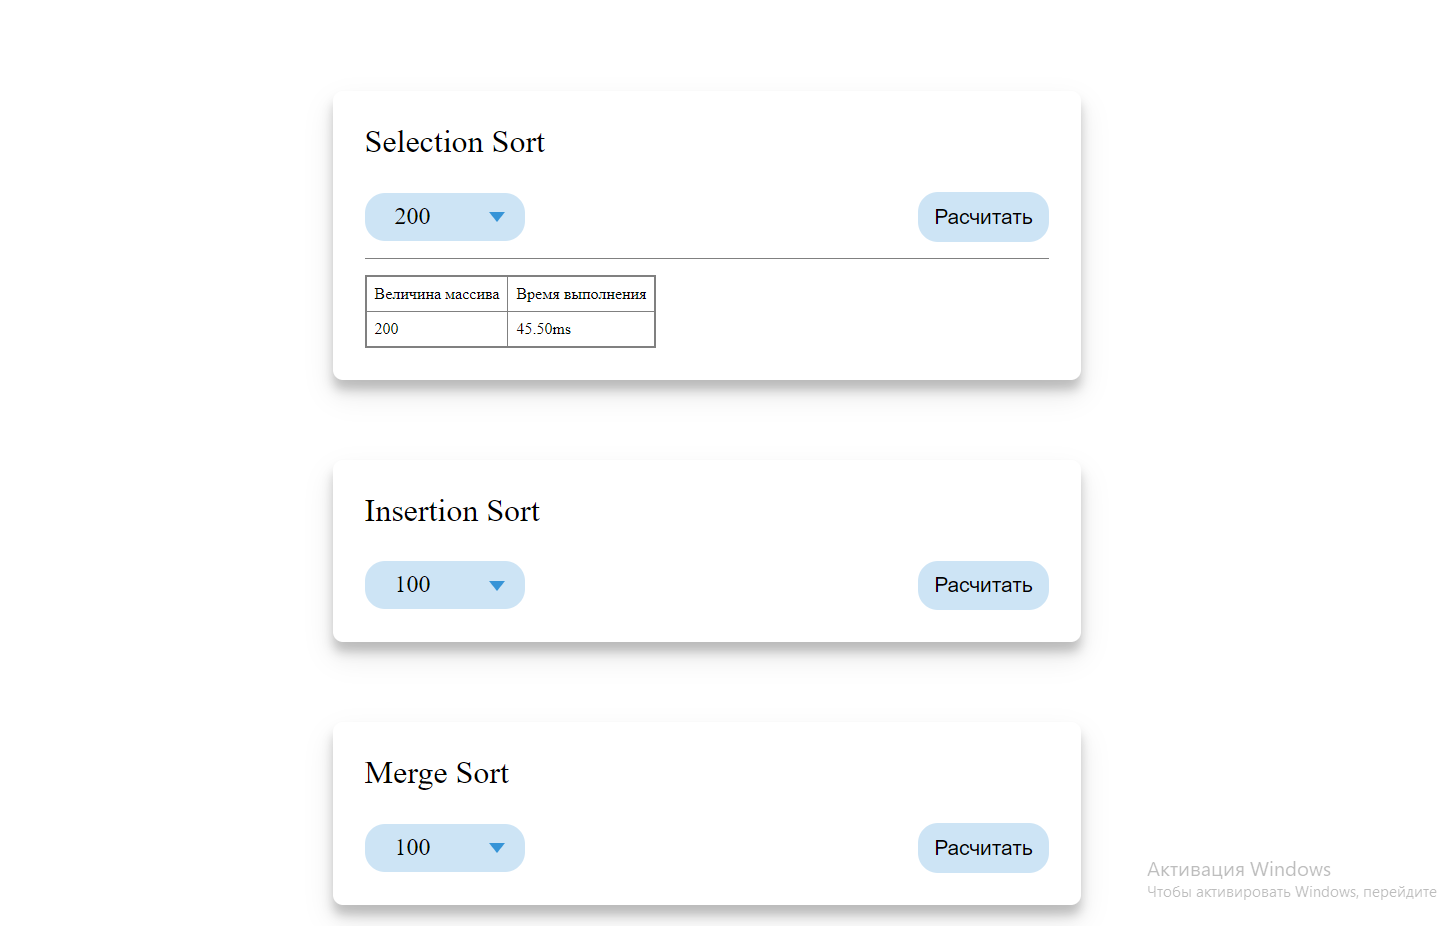 Selection Sort
200
Расчитать
Величина массива Время выполнения
200 45.50ms
Insertion Sort
100
Расчитать
Merge Sort
100
Расчитать
Активация Windows
Чтобы активировать Windows, перейдите